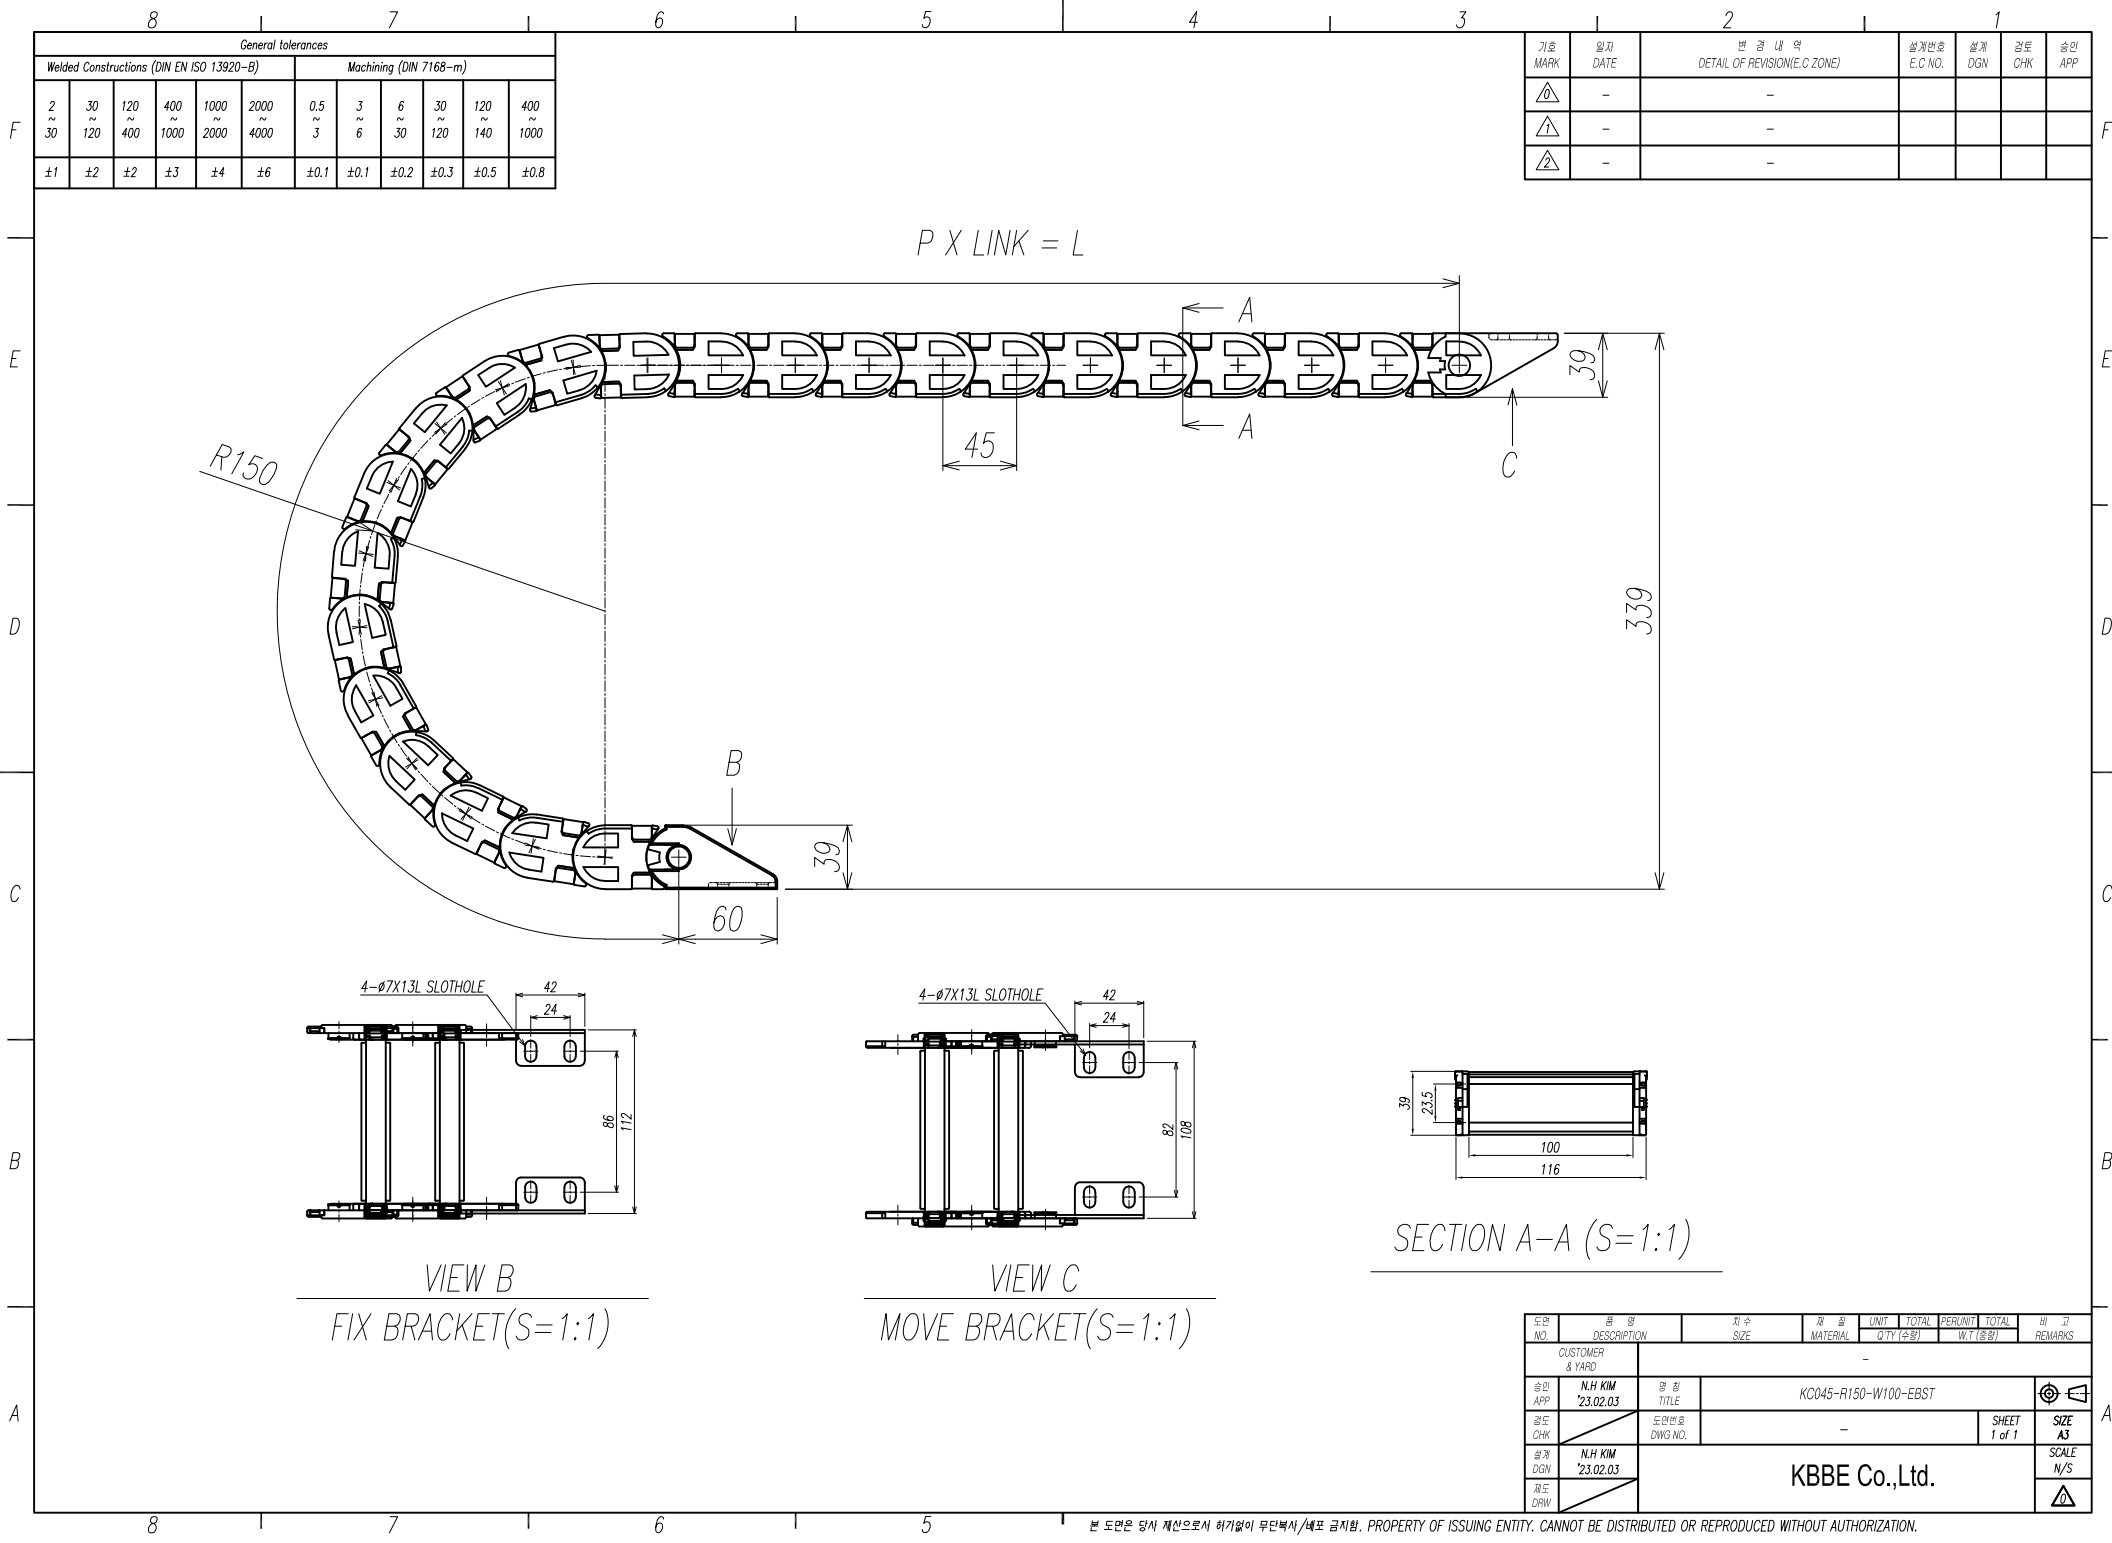 8 7 6 5 4 3 2 1
General tolerances
Welded Constructions (DIN EN ISO 13920-B) Machining (DIN 7168-m)
2 30 120 400 1000 2000 0.5 3 6 30 120 400
~ ~ ~ ~ ~ ~ ~ ~ ~ ~ ~ ~
30 120 400 1000 2000 4000 3 6 30 120 140 1000
±1 ±2 ±2 ±3 ±4 ±6 ±0.1 ±0.1 ±0.2 ±0.3 ±0.5 ±0.8
기호 일자 변 경 내 역 설계번호 설계 검토 승인
MARK DATE DETAIL OF REVISION(E.C ZONE) E.C NO. DGN CHK APP
0 - -
1 - -
2 - -
F F
P X LINK = L
A
E E
39
A
45
C
R150
D D
339
B
39
C C
60
4-ø7X13L SLOTHOLE 42
24
86
112
4-ø7X13L SLOTHOLE 42
24
82
108
39
23.5
100
116
B B
SECTION A-A (S=1:1)
VIEW B
FIX BRACKET(S=1:1)
VIEW C
MOVE BRACKET(S=1:1)
도면 품 명 치 수 재 질 UNIT TOTAL PERUNIT TOTAL 비 고
NO. DESCRIPTION SIZE MATERIAL Q'TY (수량) W.T (중량) REMARKS
CUSTOMER
& YARD -
승인 N.H KIM 명 칭 KC045-R150-W100-EBST
APP '23.02.03 TITLE
A A
검도 도면번호 - SHEET SIZE
CHK DWG NO. 1 of 1 A3
설계 N.H KIM SCALE
DGN '23.02.03 KBBE Co.,Ltd. N/S
제도 0
DRW
8 7 6 5
본 도면은 당사 재산으로서 허가없이 무단복사/배포 금지함. PROPERTY OF ISSUING ENTITY. CANNOT BE DISTRIBUTED OR REPRODUCED WITHOUT AUTHORIZATION.